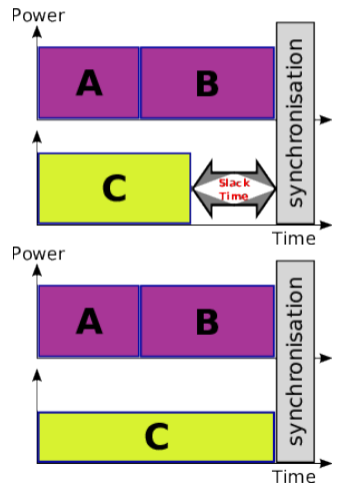 Power
A
B
synchronisation
C
Slack
Time
Time
Power
A
B
synchronisation
C
Time